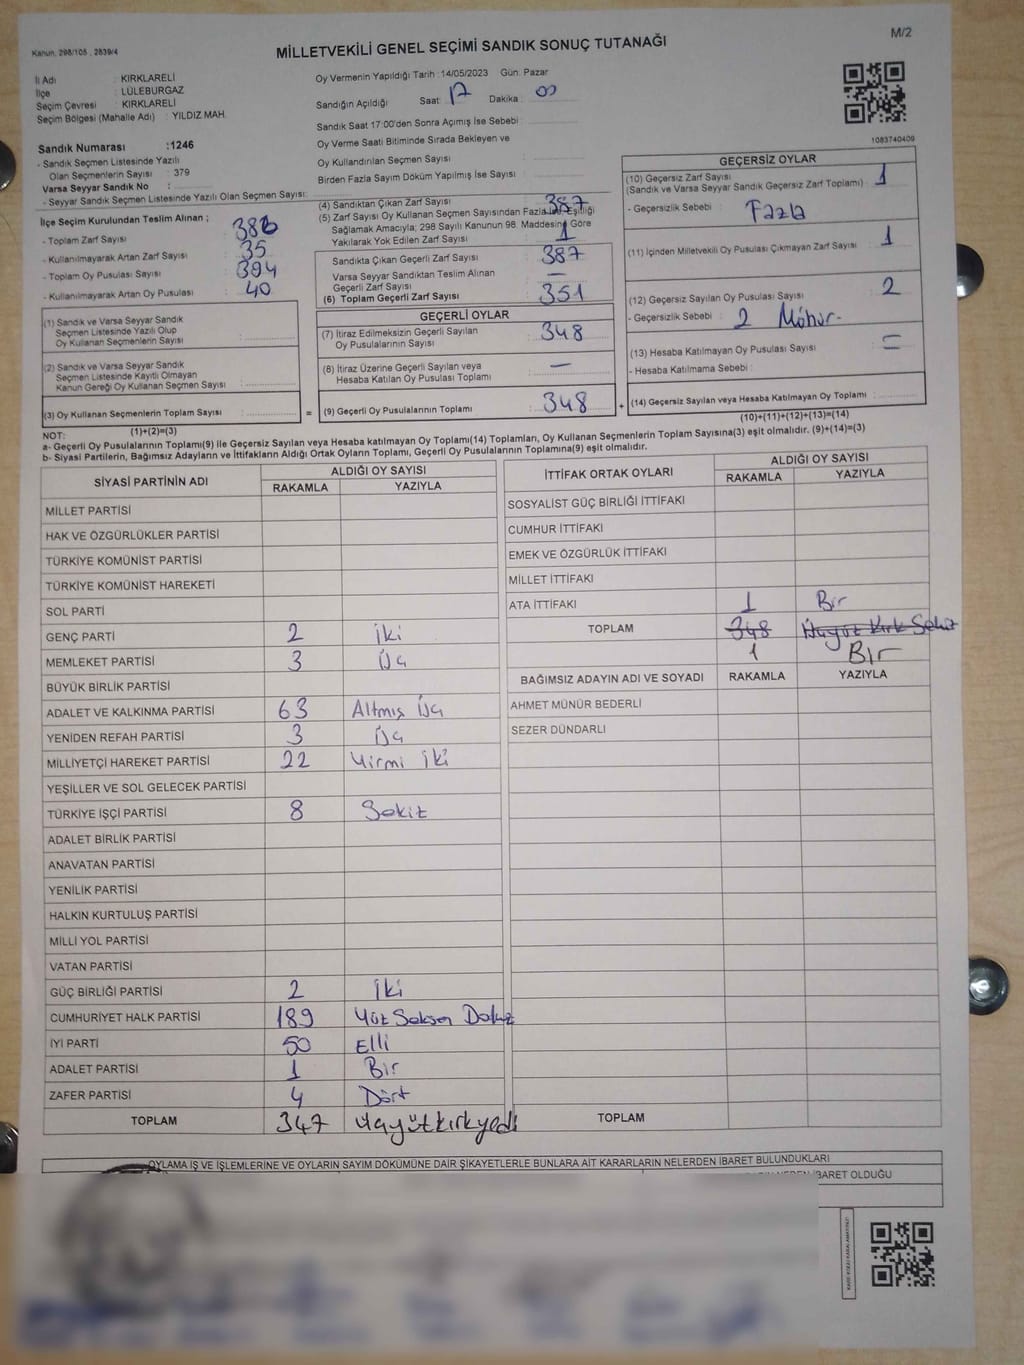 Kanun, 298/105 , 2839/4
M/2
MİLLETVEKİLİ GENEL SEÇİMİ SANDIK SONUÇ TUTANAĞI
İl Adı : KIRKLARELİ
İlçe : LÜLEBURGAZ
Seçim Çevresi : KIRKLARELİ
Seçim Bölgesi (Mahalle Adı) : YILDIZ MAH.
Oy Vermenin Yapıldığı Tarih : 14/05/2023 Gün: Pazar
Sandığın Açıldığı Saat: 17 Dakika : 00
Sandık Saat 17:00'den Sonra Açımış İse Sebebi :
Oy Verme Saati Bitiminde Sırada Bekleyen ve
Oy Kullandırılan Seçmen Sayısı :
Birden Fazla Sayım Döküm Yapılmış İse Sayısı :
1083740409
Sandık Numarası :1246
- Sandık Seçmen Listesinde Yazılı
Olan Seçmenlerin Sayısı : 379
Varsa Seyyar Sandık No :
- Seyyar Sandık Seçmen Listesinde Yazılı Olan Seçmen Sayısı:
İlçe Seçim Kurulundan Teslim Alınan ;
- Toplam Zarf Sayısı
- Kullanılmayarak Artan Zarf Sayısı : 35
- Toplam Oy Pusulası Sayısı : 394
- Kullanılmayarak Artan Oy Pusulası : 40
(4) Sandıktan Çıkan Zarf Sayısı : 387
(5) Zarf Sayısı Oy Kullanan Seçmen Sayısından Fazla İse, Eşitliği
Sağlamak Amacıyla; 298 Sayılı Kanunun 98. Maddesine Göre
Yakılarak Yok Edilen Zarf Sayısı : 1
Sandıkta Çıkan Geçerli Zarf Sayısı : 387
Varsa Seyyar Sandıktan Teslim Alınan
Geçerli Zarf Sayısı : —
(6) Toplam Geçerli Zarf Sayısı : 351
GEÇERSİZ OYLAR
(10) Geçersiz Zarf Sayısı : 1
(Sandık ve Varsa Seyyar Sandık Geçersiz Zarf Toplamı)
- Geçersizlik Sebebi : Fazla
(11) İçinden Milletvekili Oy Pusulası Çıkmayan Zarf Sayısı : 1
(12) Geçersiz Sayılan Oy Pusulası Sayısı : 2
- Geçersizlik Sebebi : 2 Mühür-
(13) Hesaba Katılmayan Oy Pusulası Sayısı : =
- Hesaba Katılmama Sebebi :
(14) Geçersiz Sayılan veya Hesaba Katılmayan Oy Toplamı :
(10)+(11)+(12)+(13)=(14)
(1) Sandık ve Varsa Seyyar Sandık
Seçmen Listesinde Yazılı Olup
Oy Kullanan Seçmenlerin Sayısı :
(2) Varsa Seyyar Sandık
Seçmen Listesinde Kayıtlı Olmayan
Kanun Gereği Oy Kullanan Seçmen Sayısı :
(3) Oy Kullanan Seçmenlerin Toplam Sayısı :
(1)+(2)=(3)
GEÇERLİ OYLAR
(7) İtiraz Edilmeksizin Geçerli Sayılan
Oy Pusulalarının Sayısı : 348
(8) İtiraz Üzerine Geçerli Sayılan veya
Hesaba Katılan Oy Pusulası Toplamı : —
= (9) Geçerli Oy Pusulalarının Toplamı : 348 +
NOT:
a- Geçerli Oy Pusulalarının Toplamı(9) ile Geçersiz Sayılan veya Hesaba katılmayan Oy Toplamı(14) Toplamları, Oy Kullanan Seçmenlerin Toplam Sayısına(3) eşit olmalıdır. (9)+(14)=(3)
b- Siyasi Partilerin, Bağımsız Adayların ve İttifakların Aldığı Ortak Oyların Toplamı, Geçerli Oy Pusulalarının Toplamına(9) eşit olmalıdır.
SİYASİ PARTİNİN ADI ALDIĞI OY SAYISI
RAKAMLA YAZIYLA
MİLLET PARTİSİ
HAK VE ÖZGÜRLÜKLER PARTİSİ
TÜRKİYE KOMÜNİST PARTİSİ
TÜRKİYE KOMÜNİST HAREKETİ
SOL PARTİ
GENÇ PARTİ 2 İki
MEMLEKET PARTİSİ 3 Üç
BÜYÜK BİRLİK PARTİSİ
ADALET VE KALKINMA PARTİSİ 63 Altmış Üç
YENİDEN REFAH PARTİSİ 3 Üç
MİLLİYETÇİ HAREKET PARTİSİ 22 Yirmi İki
YEŞİLLER VE SOL GELECEK PARTİSİ
TÜRKİYE İŞÇİ PARTİSİ 8 Sekiz
ADALET BİRLİK PARTİSİ
ANAVATAN PARTİSİ
YENİLİK PARTİSİ
HALKIN KURTULUŞ PARTİSİ
MİLLİ YOL PARTİSİ
VATAN PARTİSİ
GÜÇ BİRLİĞİ PARTİSİ 2 İki
CUMHURİYET HALK PARTİSİ 189 Yüz Seksen Dokuz
İYİ PARTİ 50 Elli
ADALET PARTİSİ 1 Bir
ZAFER PARTİSİ 4 Dört
TOPLAM 347 Üçyüzkırkyedi
İTTİFAK ORTAK OYLARI ALDIĞI OY SAYISI
RAKAMLA YAZIYLA
SOSYALİST GÜÇ BİRLİĞİ İTTİFAKI
CUMHUR İTTİFAKI
EMEK VE ÖZGÜRLÜK İTTİFAKI
MİLLET İTTİFAKI
ATA İTTİFAKI 1 Bir
TOPLAM 348 Üçyüz Kırk Sekiz
1 BİR
BAĞIMSIZ ADAYIN ADI VE SOYADI RAKAMLA YAZIYLA
AHMET MÜNÜR BEDERLİ
SEZER DÜNDARLI
TOPLAM
OYLAMA İŞ VE İŞLEMLERİNE VE OYLARIN SAYIM DÖKÜMÜNE DAİR ŞİKAYETLERLE BUNLARA AİT KARARLARIN NELERDEN İBARET BULUNDUKLARI
NEDEN İBARET OLDUĞU